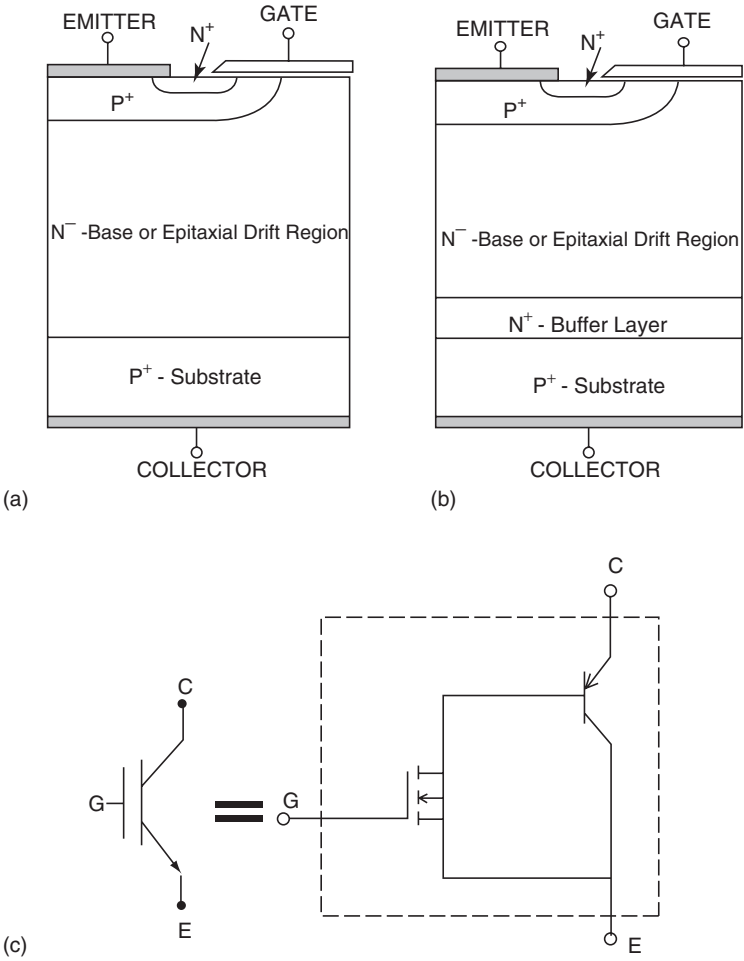 EMITTER
N⁺
GATE
P⁺
N⁻ -Base or Epitaxial Drift Region
P⁺ - Substrate
COLLECTOR
(a)
EMITTER
N⁺
GATE
P⁺
N⁻ -Base or Epitaxial Drift Region
N⁺ - Buffer Layer
P⁺ - Substrate
COLLECTOR
(b)
C
G
E
C
G
E
(c)